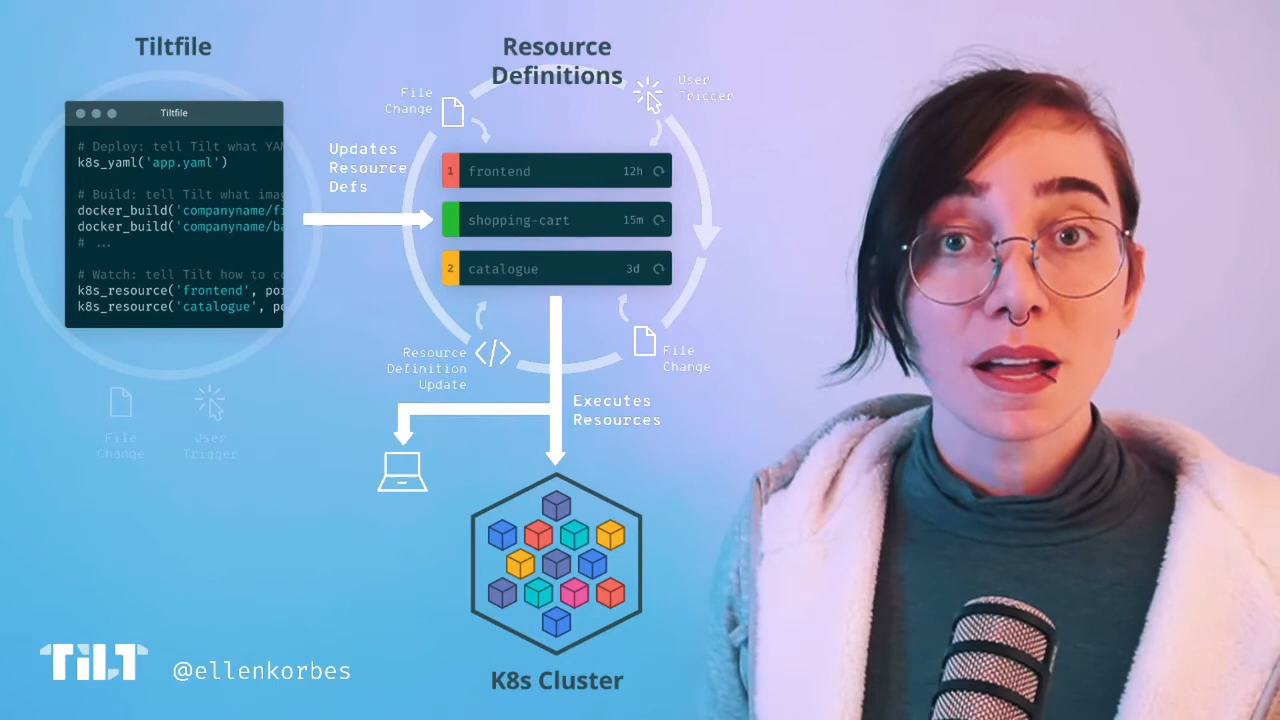 Tiltfile
Tiltfile
# Deploy: tell Tilt what YA
k8s_yaml('app.yaml')
# Build: tell Tilt what ima
docker_build('companyname/f
docker_build('companyname/ba
# ...
# Watch: tell Tilt how to c
k8s_resource('frontend', po
k8s_resource('catalogue', p
File
Change
User
Trigger
Updates
Resource
Defs
Resource
Definitions
File
Change
User
Trigger
1 frontend 12h
shopping-cart 15m
2 catalogue 3d
Resource
Definition
Update
File
Change
Executes
Resources
K8s Cluster
TILT @ellenkorbes